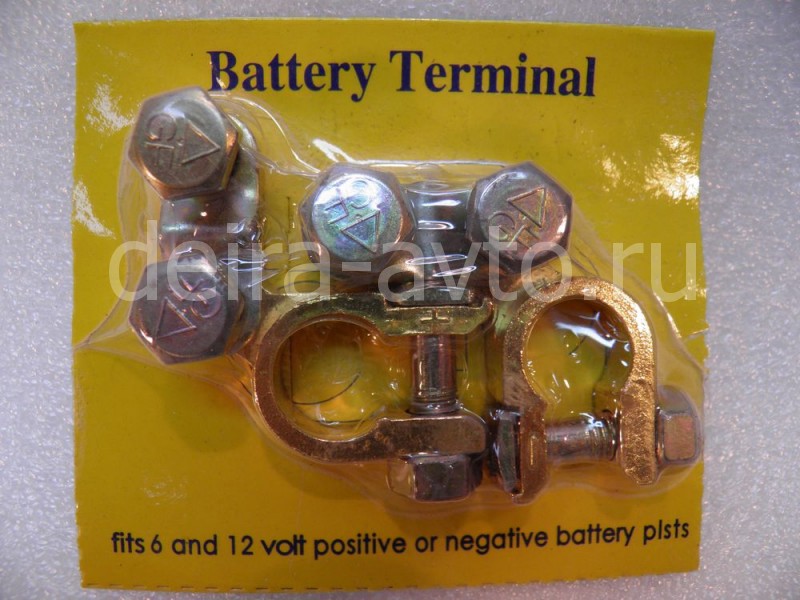 Battery Terminal
deira-avto.ru
+
fits 6 and 12 volt positive or negative battery plsts